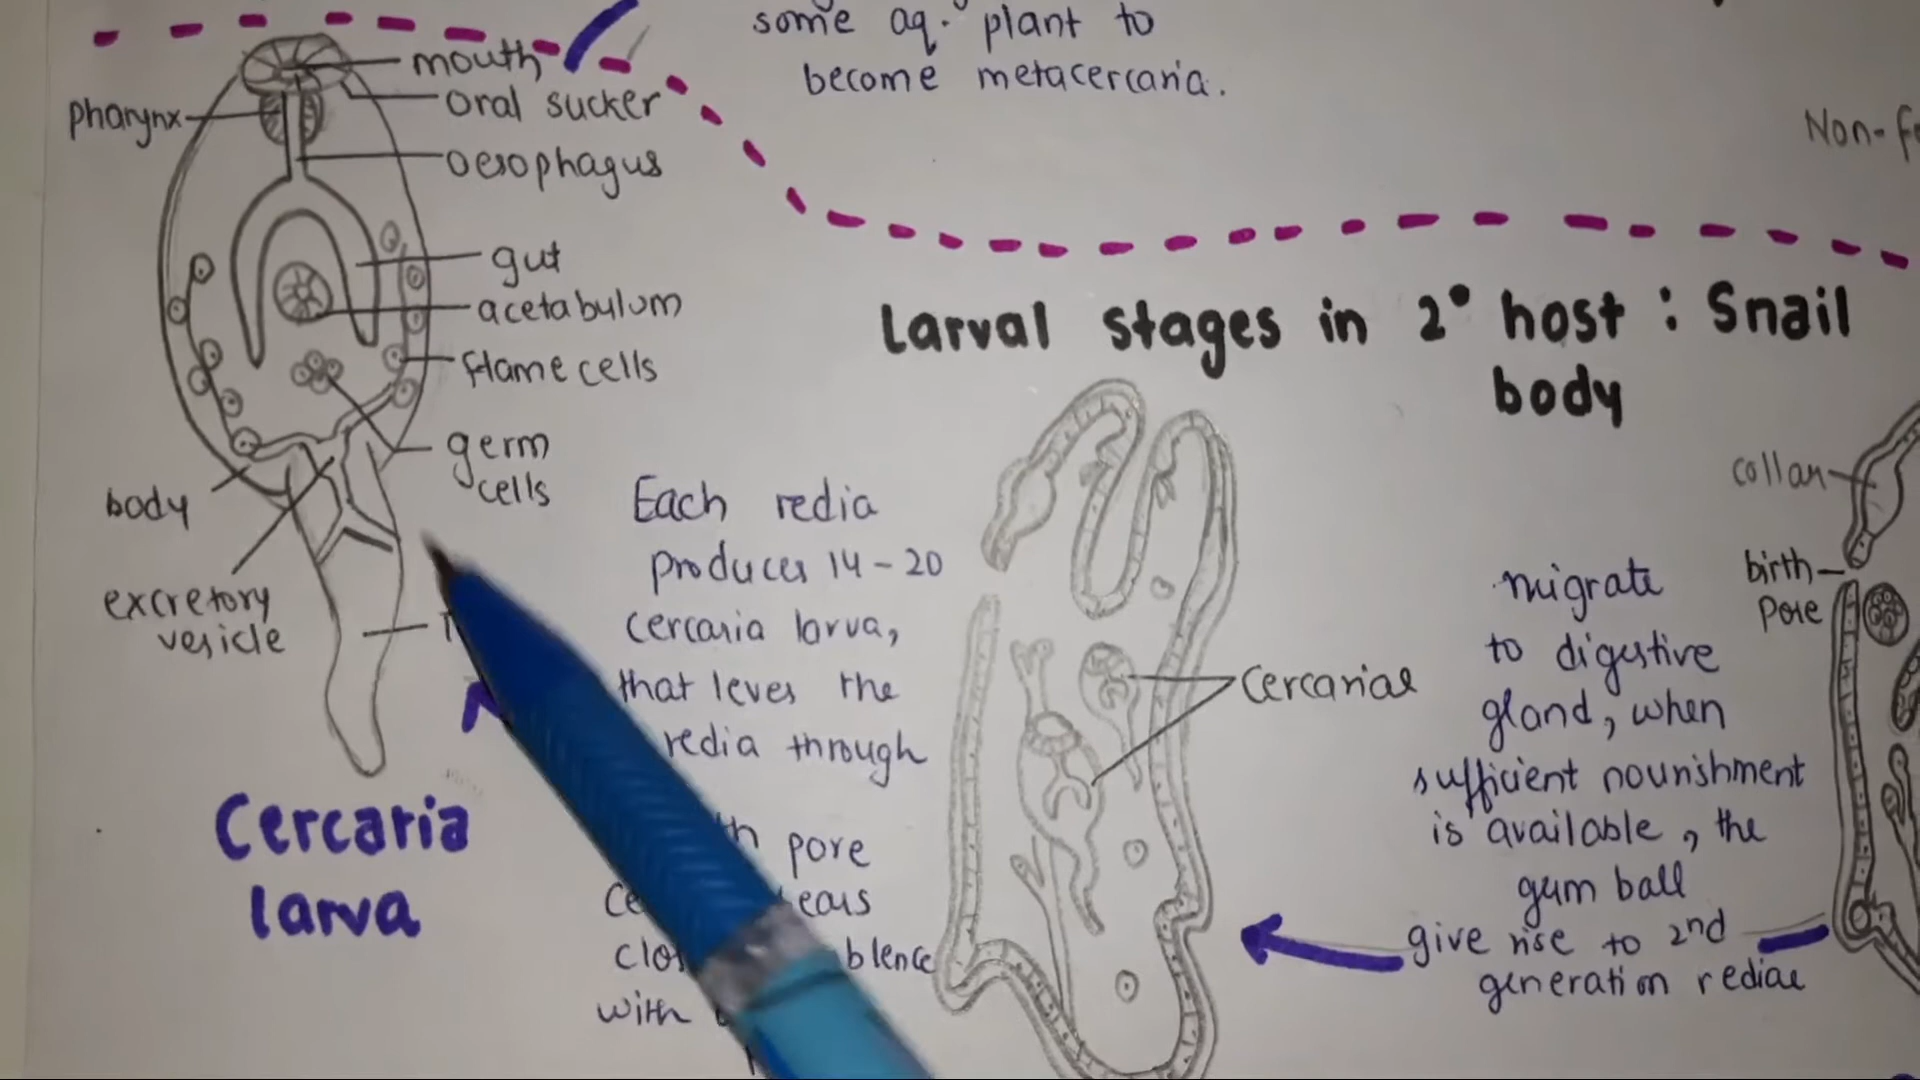 some aq. plant to
become metacercaria.
mouth
pharynx
oral sucker
oesophagus
gut
acetabulum
flame cells
germ
cells
body
excretory
vesicle
Cercaria
larva
Each redia
produces 14-20
cercaria larva,
that leves the
redia through
pore
with
Larval stages in 2° host : Snail
body
Cercariae
Non-
collar
birth
pore
migrate
to digestive
gland, when
sufficient nourishment
is available, the
gum ball
give rise to 2nd
generation rediae